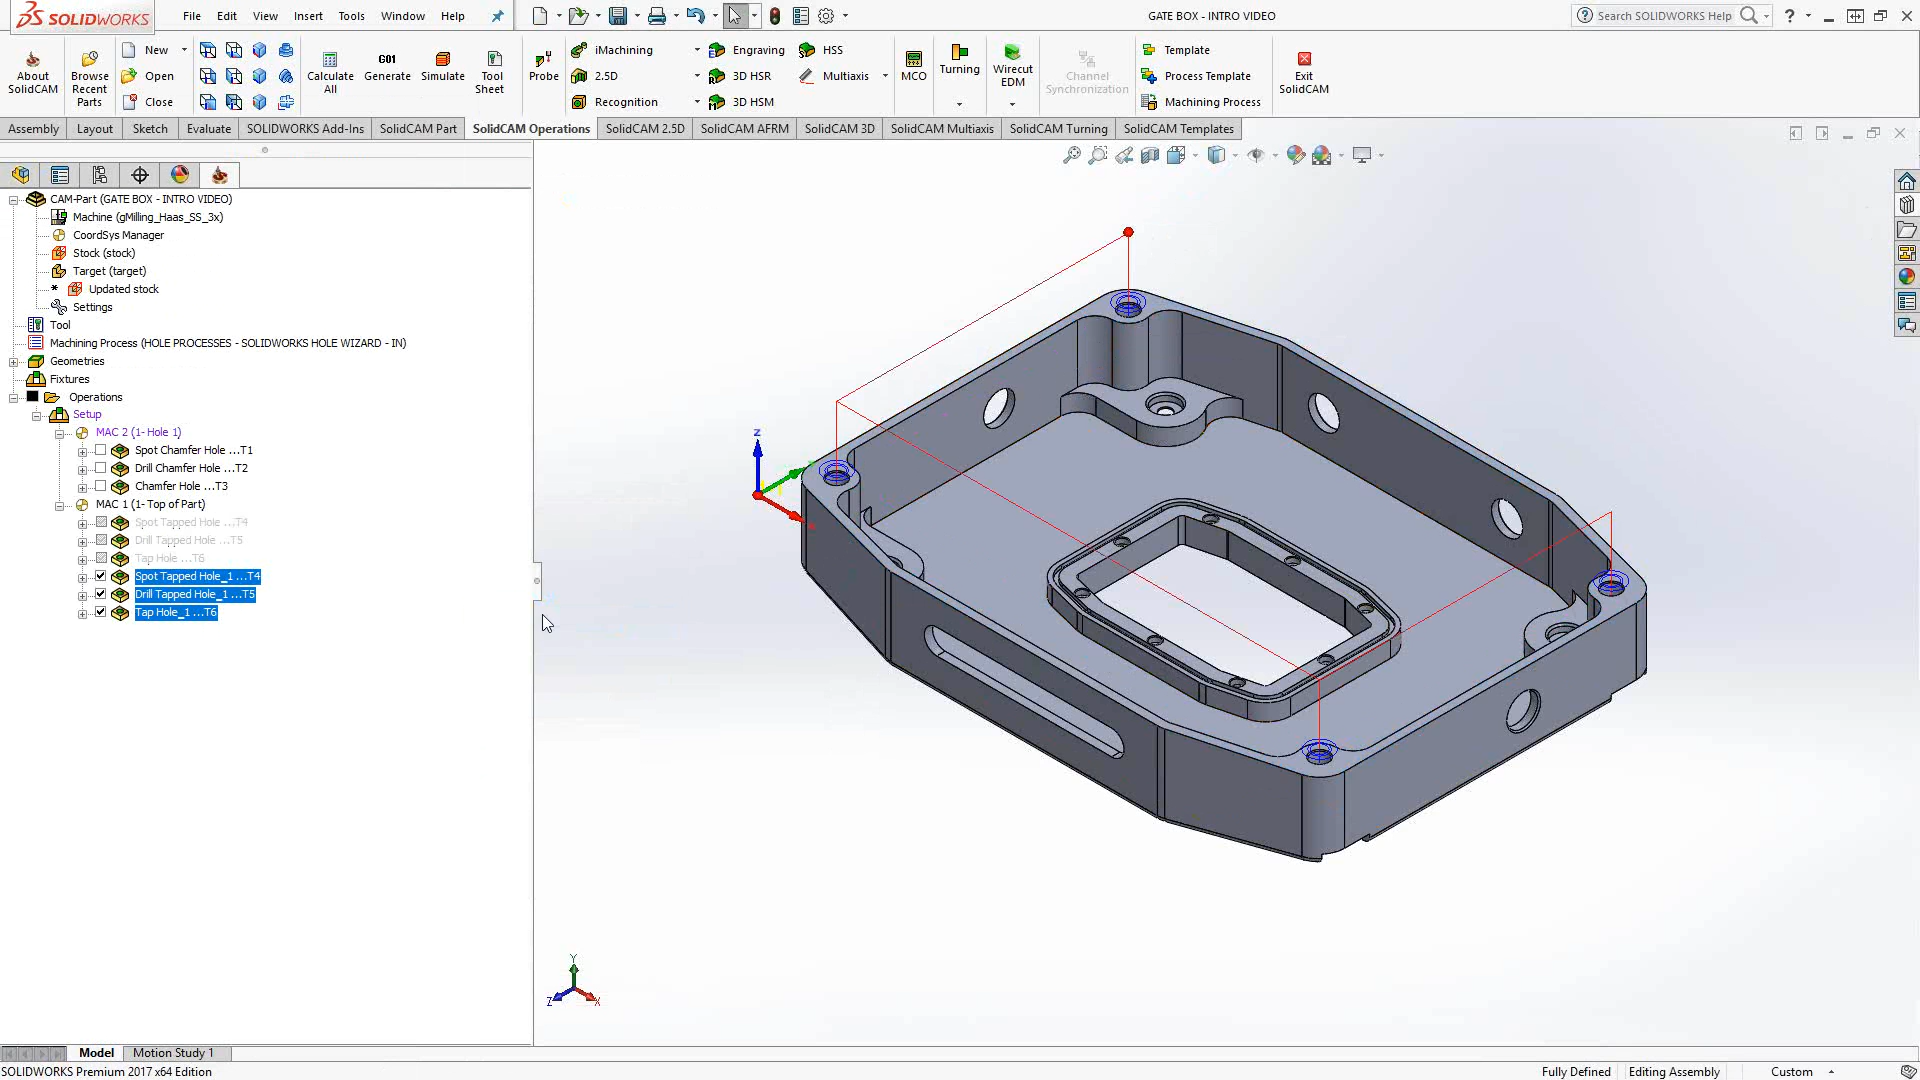 SOLIDWORKS
File Edit View Insert Tools Window Help
GATE BOX - INTRO VIDEO
Search SOLIDWORKS Help
About SolidCAM
Browse Recent Parts
New
Open
Close
Calculate All
G01
Generate
Simulate
Tool Sheet
Probe
iMachining
2.5D
Recognition
Engraving
3D HSR
3D HSM
HSS
Multiaxis
MCO
Turning
Wirecut EDM
Channel Synchronization
Template
Process Template
Machining Process
Exit SolidCAM
Assembly Layout Sketch Evaluate SOLIDWORKS Add-Ins SolidCAM Part SolidCAM Operations SolidCAM 2.5D SolidCAM AFRM SolidCAM 3D SolidCAM Multiaxis SolidCAM Turning SolidCAM Templates
CAM-Part (GATE BOX - INTRO VIDEO)
Machine (gMilling_Haas_SS_3x)
CoordSys Manager
Stock (stock)
Target (target)
* Updated stock
Settings
Tool
Machining Process (HOLE PROCESSES - SOLIDWORKS HOLE WIZARD - IN)
Geometries
Fixtures
Operations
Setup
MAC 2 (1- Hole 1)
Spot Chamfer Hole ...T1
Drill Chamfer Hole ...T2
Chamfer Hole ...T3
MAC 1 (1- Top of Part)
Spot Tapped Hole ...T4
Drill Tapped Hole ...T5
Tap Hole ...T6
Spot Tapped Hole_1 ...T4
Drill Tapped Hole_1 ...T5
Tap Hole_1 ...T6
Z
Y
Z
X
Model Motion Study 1
SOLIDWORKS Premium 2017 x64 Edition
Fully Defined Editing Assembly Custom